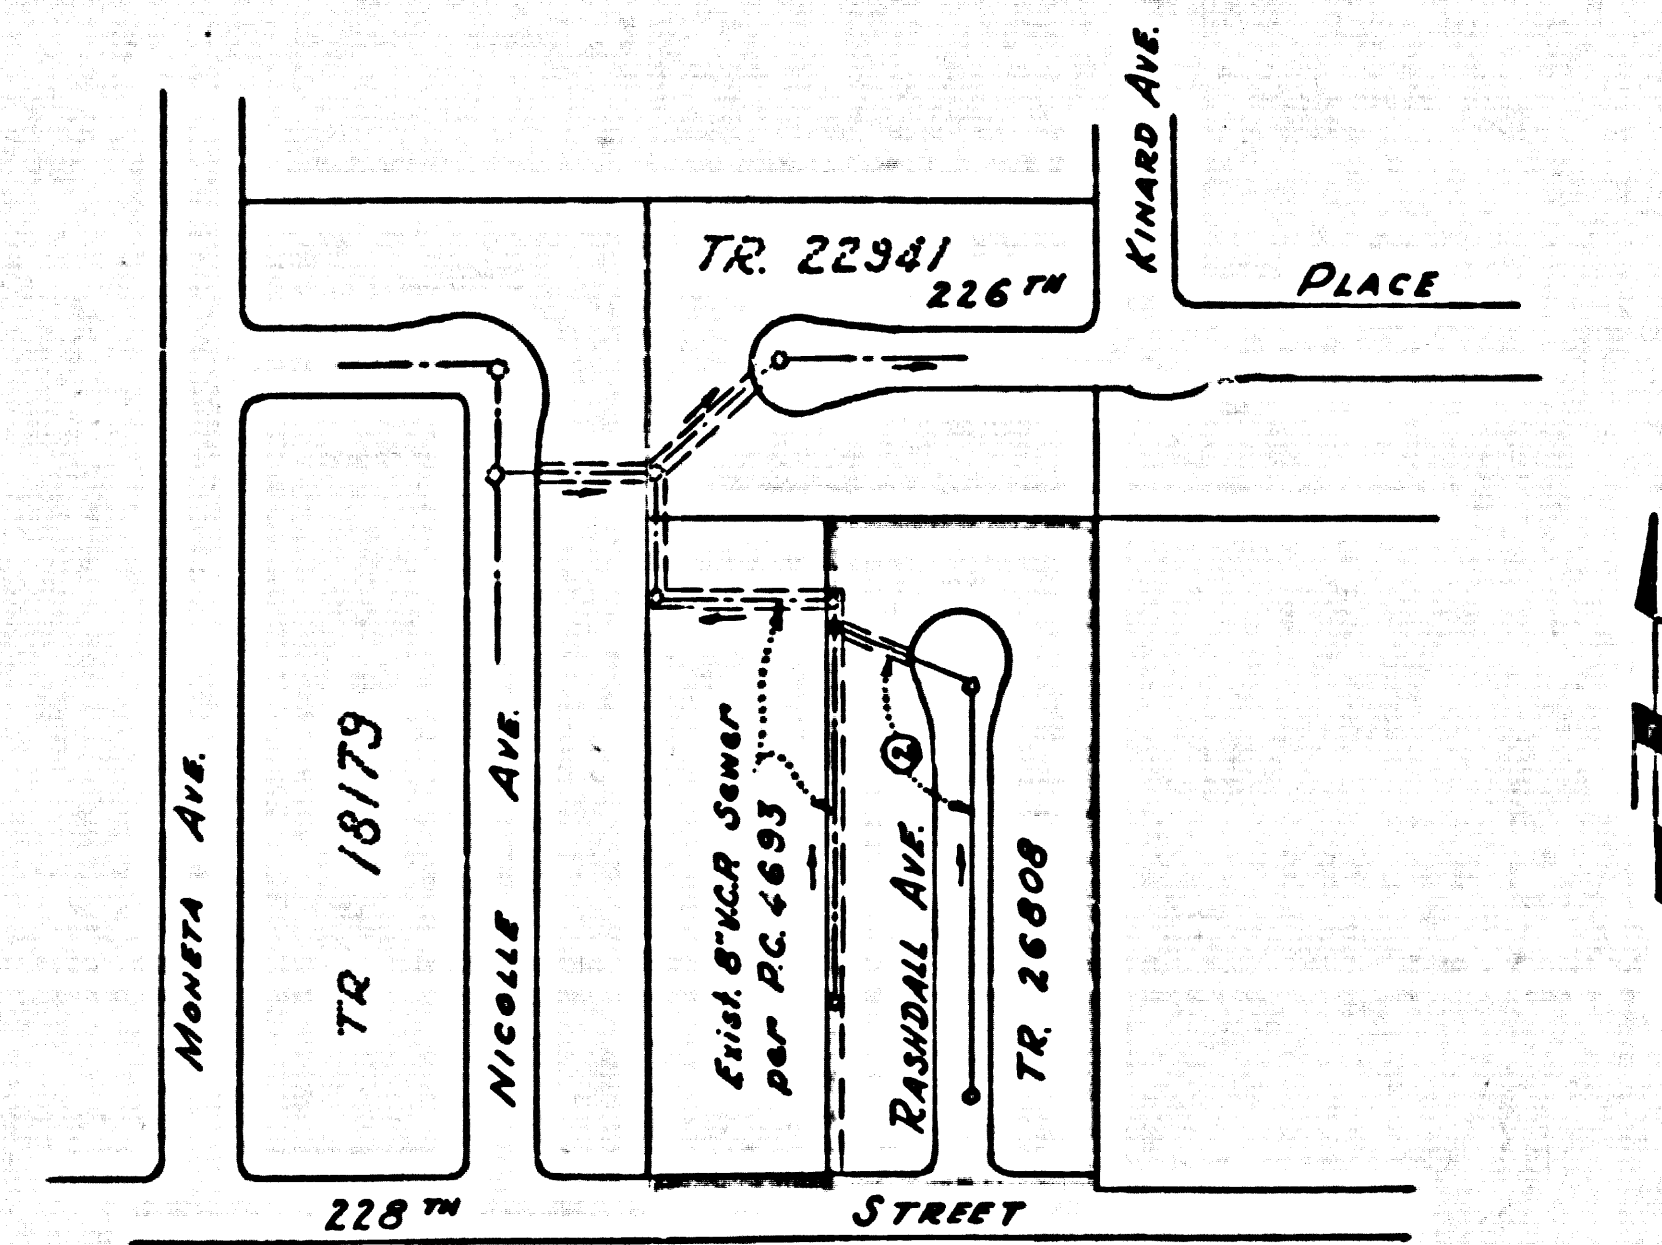 KINARD AVE.
TR. 22941
226TH PLACE
MONETA AVE.
TR 18179
NICOLLE AVE.
Exist. 8" V.C.P. Sewer
per P.C. 4693
2
RASHDALL AVE.
TR. 26808
228TH STREET